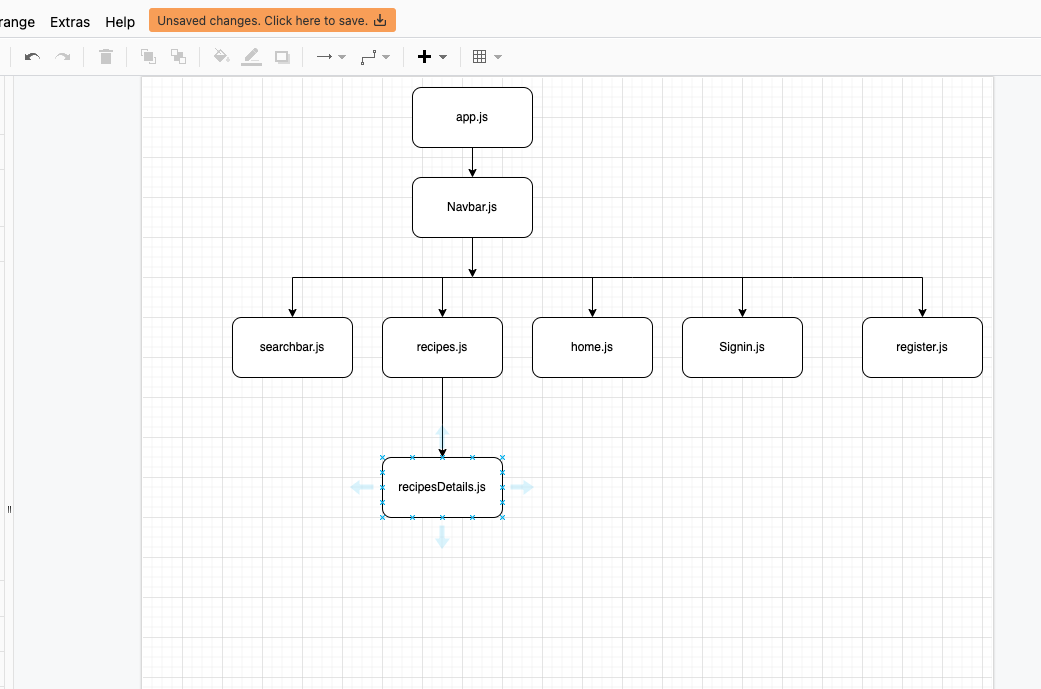 range Extras Help Unsaved changes. Click here to save.
app.js
Navbar.js
searchbar.js recipes.js home.js Signin.js register.js
recipesDetails.js